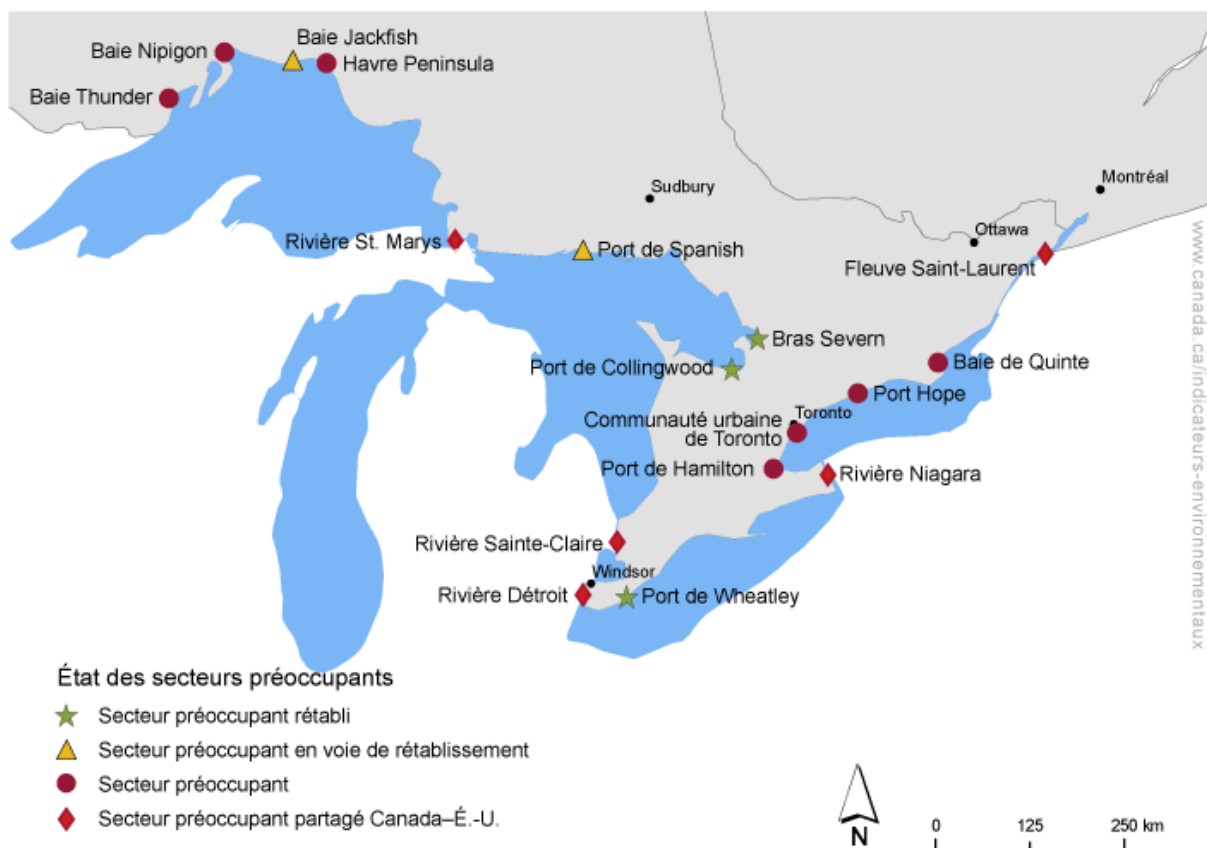 Baie Jackfish
Baie Nipigon
Havre Peninsula
Baie Thunder
Montréal
Sudbury
Ottawa
Rivière St. Marys
Port de Spanish
Fleuve Saint-Laurent
Bras Severn
Port de Collingwood
Baie de Quinte
Port Hope
Toronto
Communauté urbaine
de Toronto
Port de Hamilton
Rivière Niagara
Rivière Sainte-Claire
Windsor
Rivière Détroit
Port de Wheatley
www.canada.ca/indicateurs-environnementaux
État des secteurs préoccupants
Secteur préoccupant rétabli
Secteur préoccupant en voie de rétablissement
Secteur préoccupant
Secteur préoccupant partagé Canada–É.-U.
N
0 125 250 km